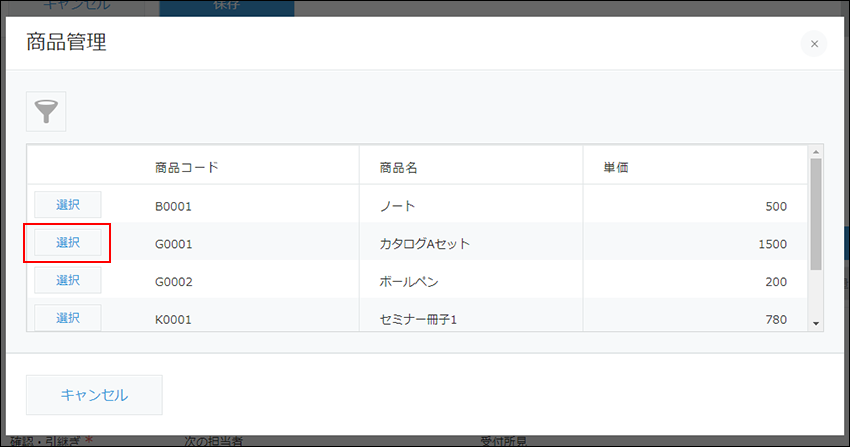 キャンセル 保存
商品管理
×
商品コード 商品名 単価
選択 B0001 ノート 500
選択 G0001 カタログAセット 1500
選択 G0002 ボールペン 200
選択 K0001 セミナー冊子1 780
キャンセル
確認・引継ぎ * 次の担当者 受付所見